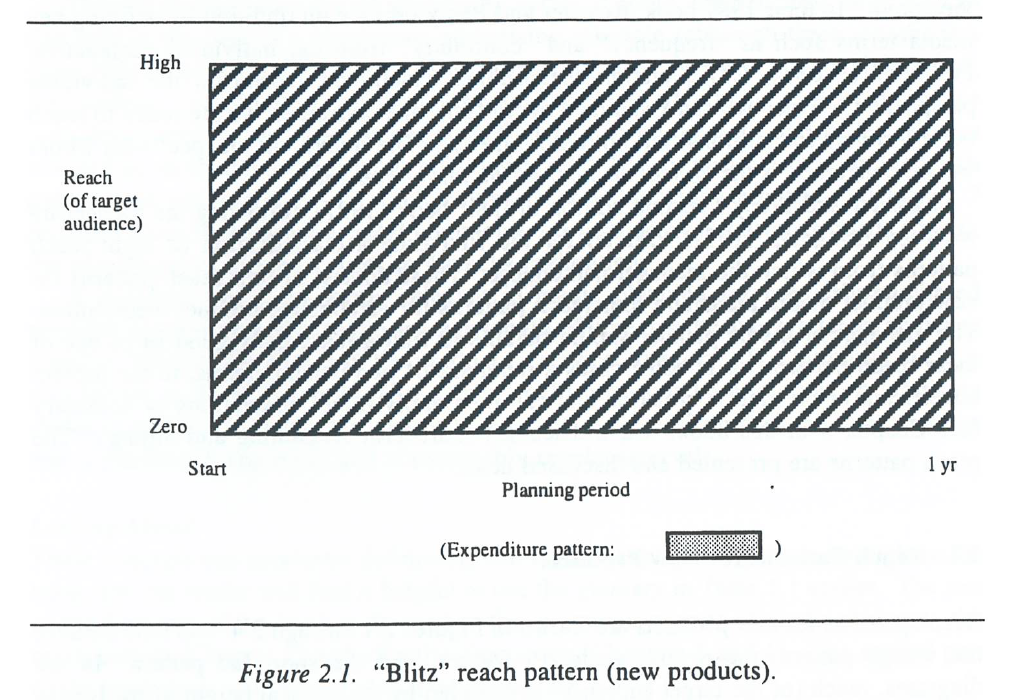 High
Reach
(of target
audience)
Zero
Start
1 yr
Planning period
(Expenditure pattern: )
Figure 2.1. “Blitz” reach pattern (new products).